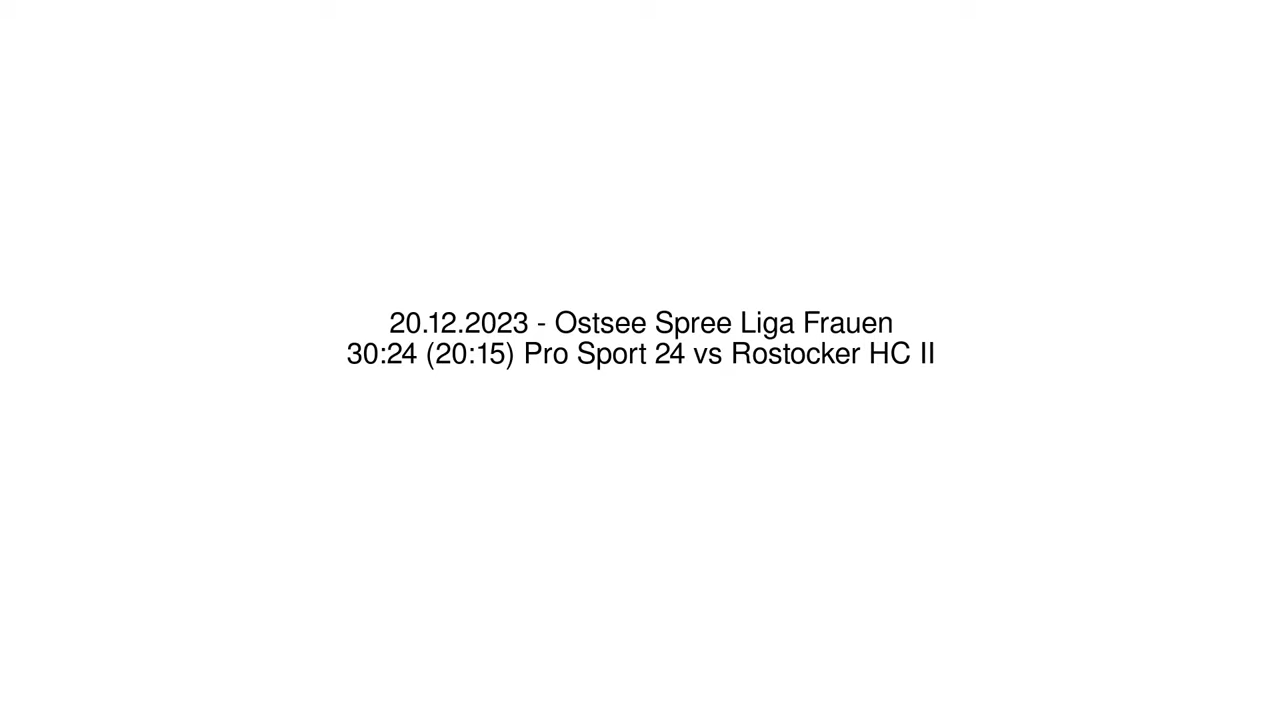 20.12.2023 - Ostsee Spree Liga Frauen
30:24 (20:15) Pro Sport 24 vs Rostocker HC II